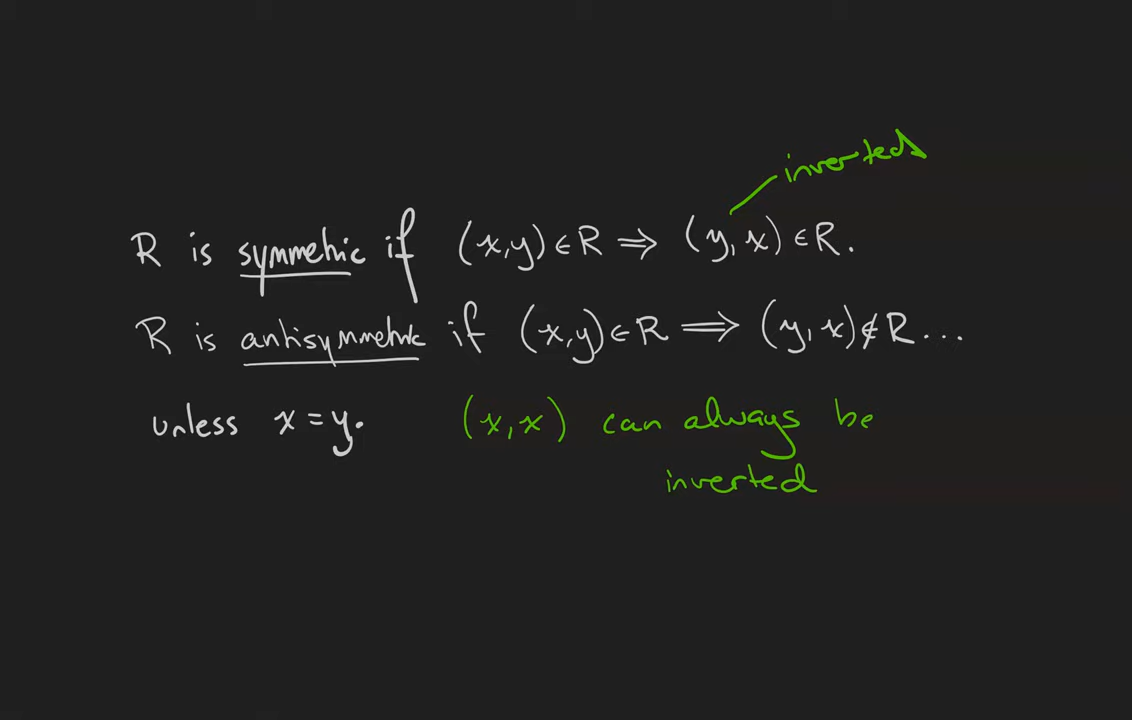 inverted
R is symmetric if (x,y) ∈ R ⇒ (y,x) ∈ R.
R is antisymmetric if (x,y) ∈ R ⟹ (y,x) ∉ R...
unless x = y. (x,x) can always be
inverted